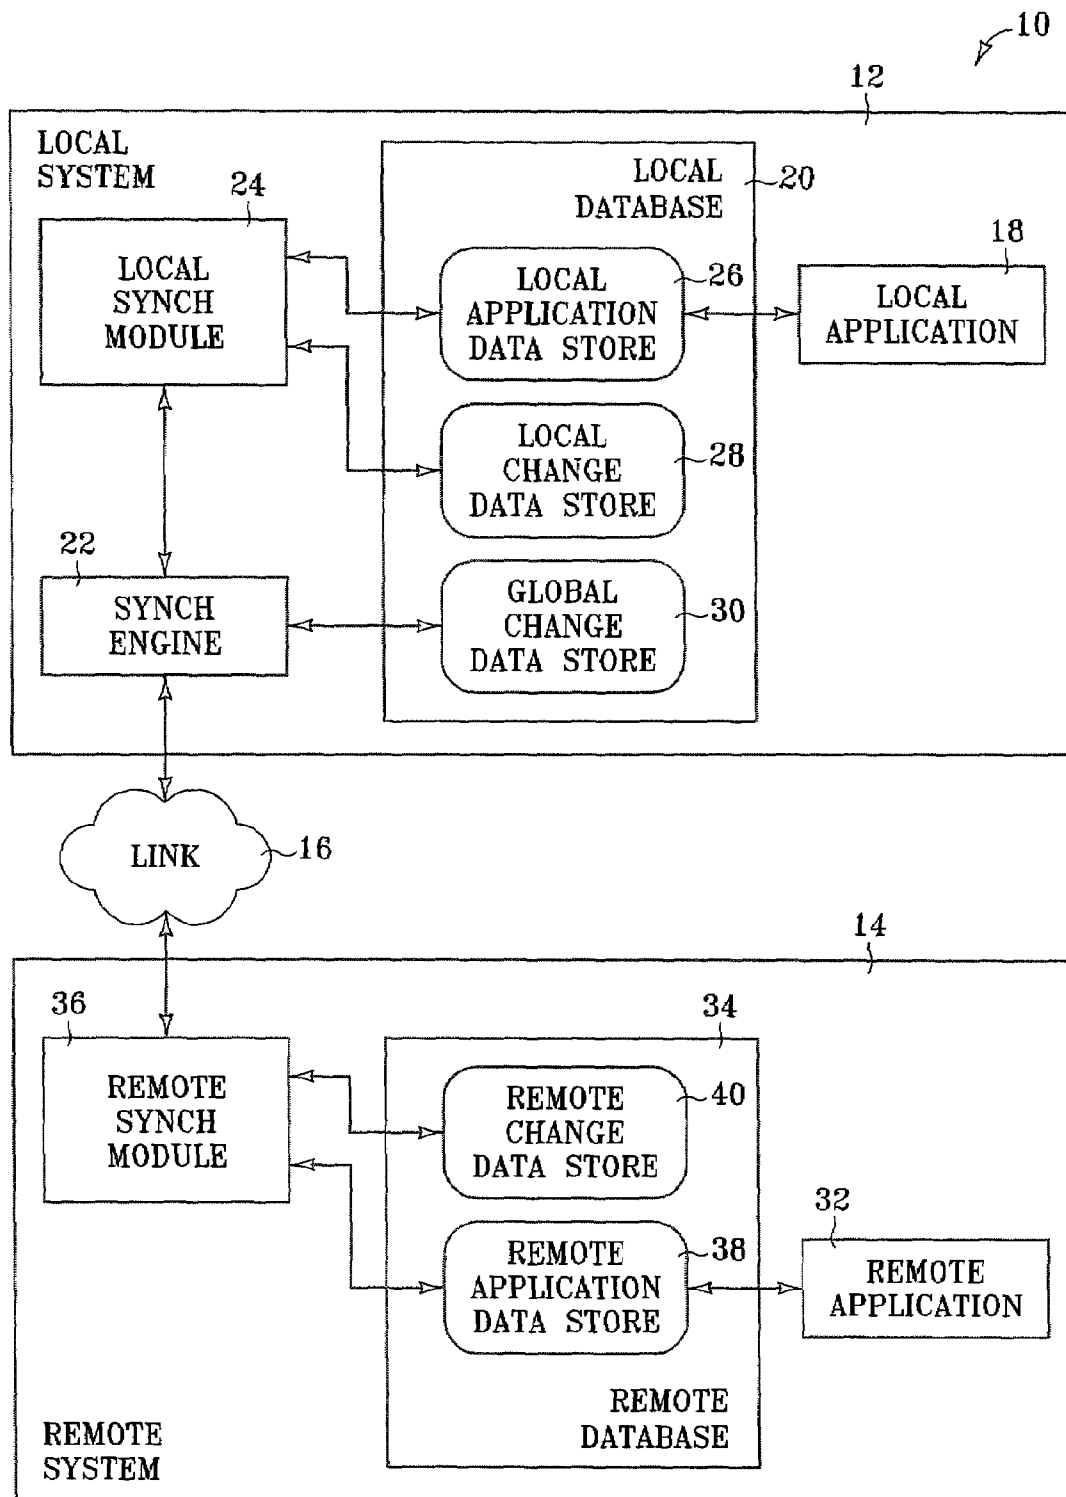 10
12
LOCAL
SYSTEM
24
LOCAL
SYNCH
MODULE
LOCAL
DATABASE
20
LOCAL
APPLICATION
DATA STORE
26
18
LOCAL
APPLICATION
LOCAL
CHANGE
DATA STORE
28
22
SYNCH
ENGINE
GLOBAL
CHANGE
DATA STORE
30
LINK
16
14
36
REMOTE
SYNCH
MODULE
34
REMOTE
CHANGE
DATA STORE
40
REMOTE
APPLICATION
DATA STORE
38
32
REMOTE
APPLICATION
REMOTE
DATABASE
REMOTE
SYSTEM